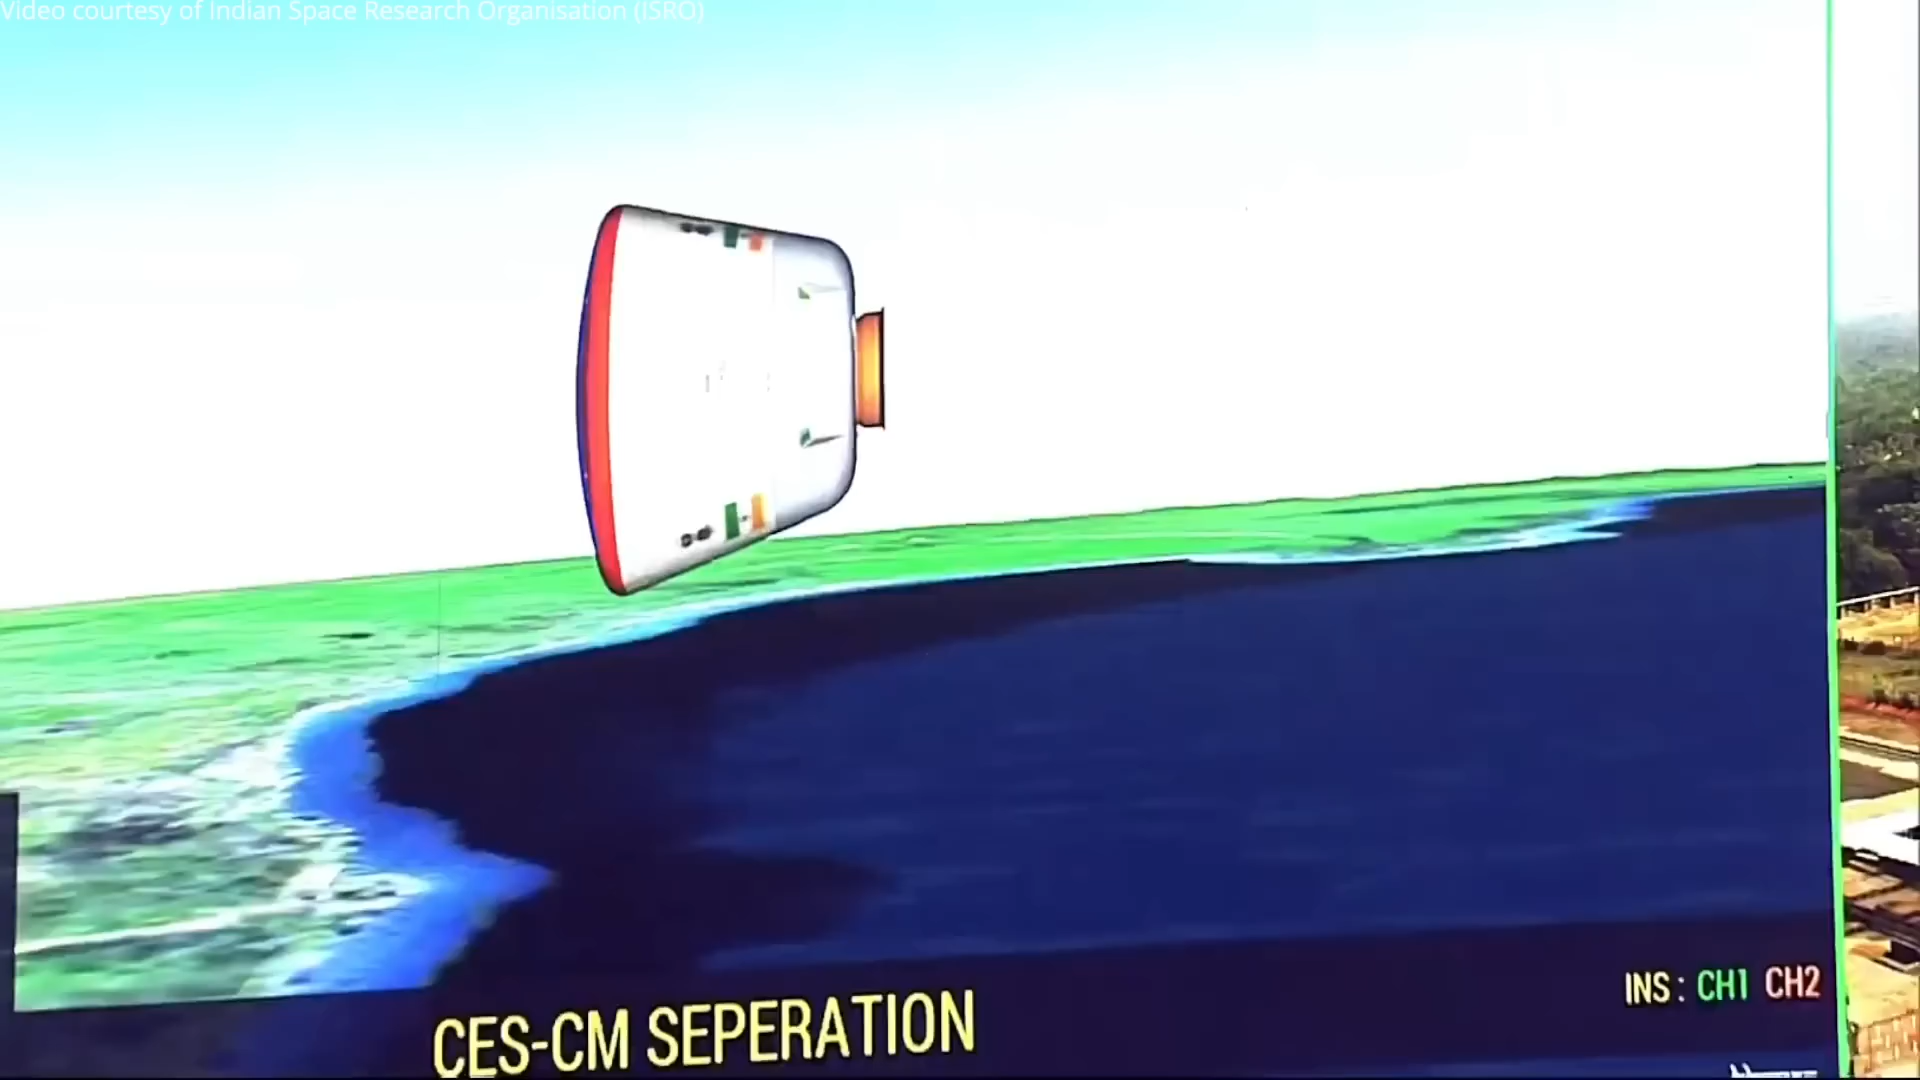 Video courtesy of Indian Space Research Organisation (ISRO)
INS : CH1 CH2
CES-CM SEPERATION